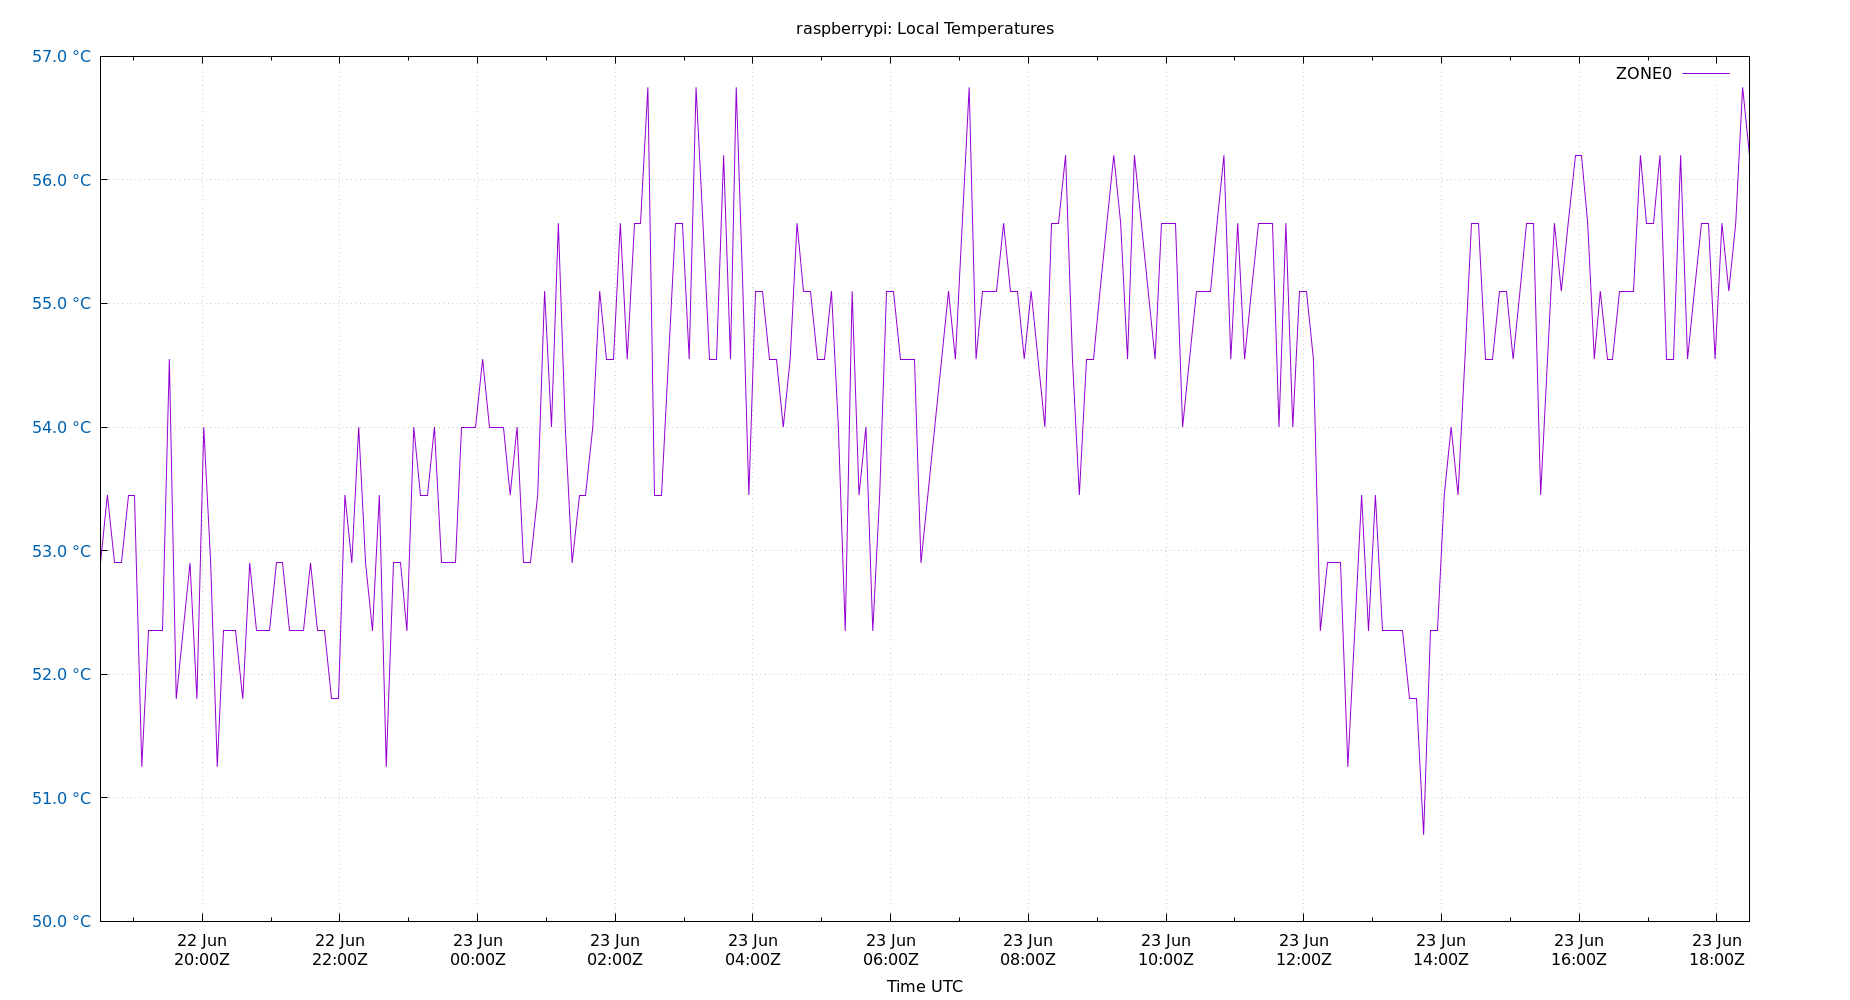 raspberrypi: Local Temperatures
57.0 °C
ZONE0
56.0 °C
55.0 °C
54.0 °C
53.0 °C
52.0 °C
51.0 °C
50.0 °C
22 Jun 22 Jun 23 Jun 23 Jun 23 Jun 23 Jun 23 Jun 23 Jun 23 Jun 23 Jun 23 Jun 23 Jun
20:00Z 22:00Z 00:00Z 02:00Z 04:00Z 06:00Z 08:00Z 10:00Z 12:00Z 14:00Z 16:00Z 18:00Z
Time UTC